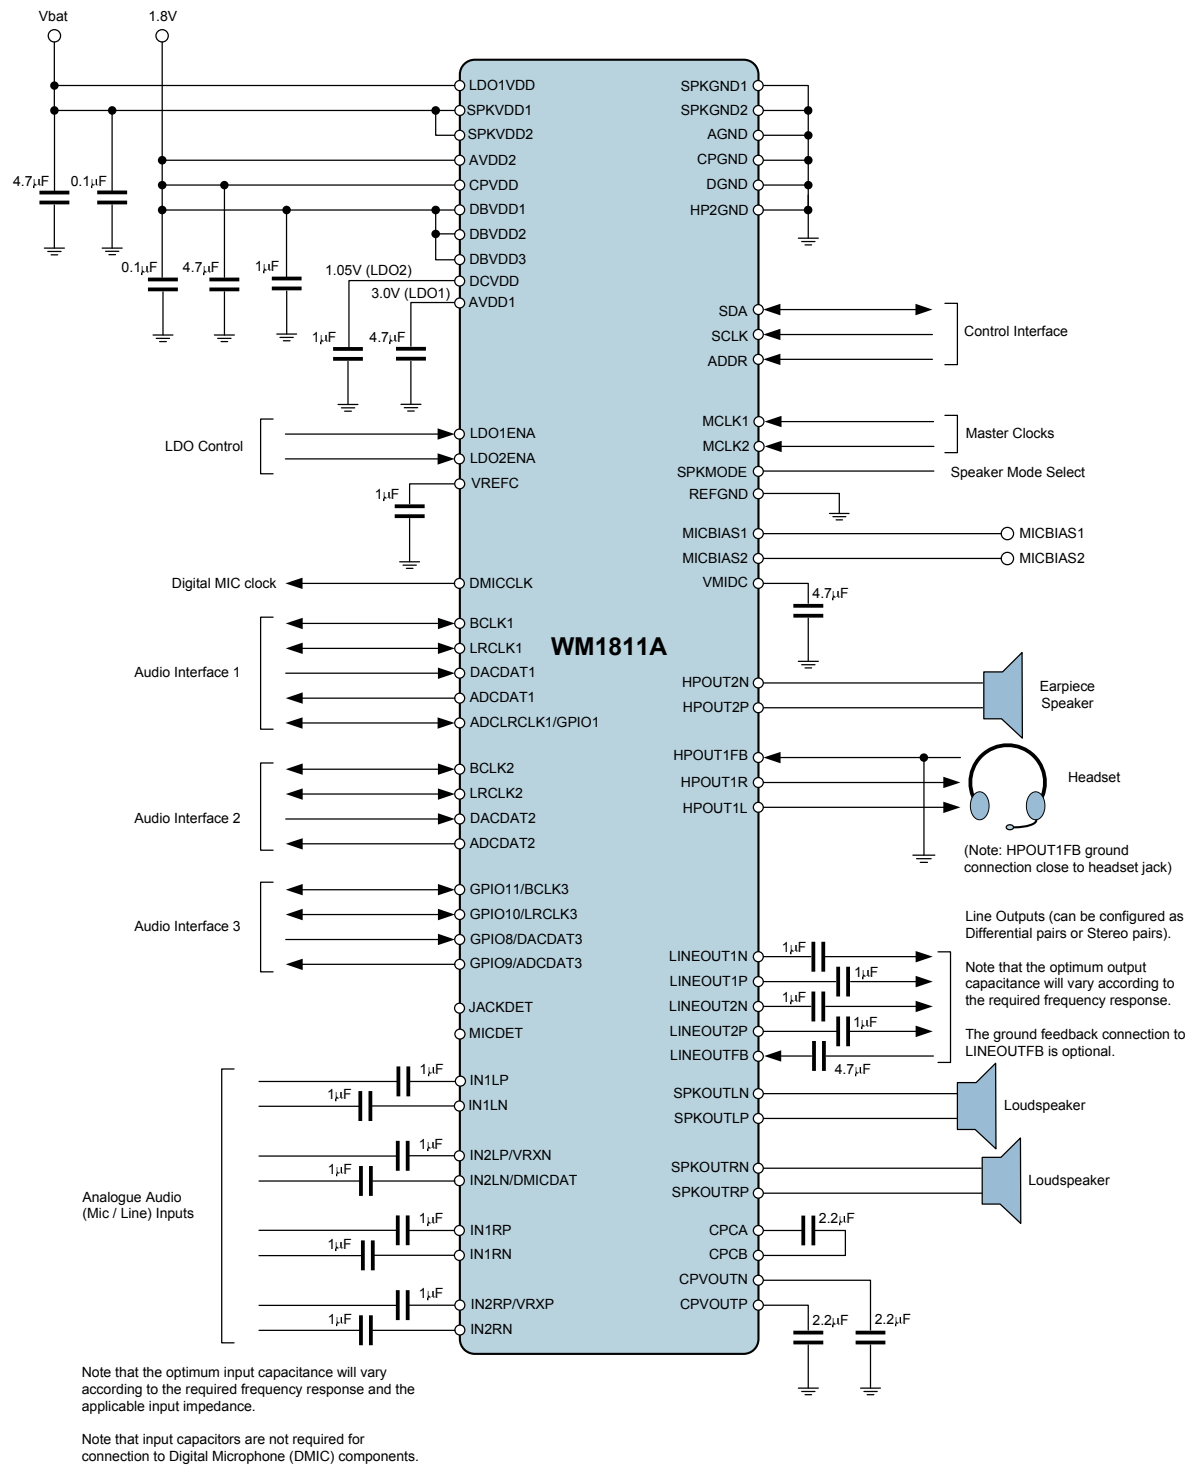 Vbat
1.8V
LDO1VDD
SPKVDD1
SPKVDD2
AVDD2
CPVDD
DBVDD1
DBVDD2
DBVDD3
DCVDD
AVDD1
4.7μF
0.1μF
0.1μF
4.7μF
1μF
1.05V (LDO2)
3.0V (LDO1)
1μF
4.7μF
LDO Control
LDO1ENA
LDO2ENA
VREFC
1μF
Digital MIC clock
DMICCLK
Audio Interface 1
BCLK1
LRCLK1
DACDAT1
ADCDAT1
ADCLRCLK1/GPIO1
Audio Interface 2
BCLK2
LRCLK2
DACDAT2
ADCDAT2
Audio Interface 3
GPIO11/BCLK3
GPIO10/LRCLK3
GPIO8/DACDAT3
GPIO9/ADCDAT3
JACKDET
MICDET
Analogue Audio
(Mic / Line) Inputs
1μF
IN1LP
1μF
IN1LN
1μF
IN2LP/VRXN
1μF
IN2LN/DMICDAT
1μF
IN1RP
1μF
IN1RN
1μF
IN2RP/VRXP
1μF
IN2RN
WM1811A
SPKGND1
SPKGND2
AGND
CPGND
DGND
HP2GND
SDA
SCLK
ADDR
Control Interface
MCLK1
MCLK2
Master Clocks
SPKMODE
Speaker Mode Select
REFGND
MICBIAS1
MICBIAS1
MICBIAS2
MICBIAS2
VMIDC
4.7μF
HPOUT2N
HPOUT2P
Earpiece
Speaker
HPOUT1FB
HPOUT1R
HPOUT1L
Headset
(Note: HPOUT1FB ground
connection close to headset jack)
LINEOUT1N
1μF
LINEOUT1P
1μF
LINEOUT2N
1μF
LINEOUT2P
1μF
LINEOUTFB
4.7μF
Line Outputs (can be configured as
Differential pairs or Stereo pairs).
Note that the optimum output
capacitance will vary according to
the required frequency response.
The ground feedback connection to
LINEOUTFB is optional.
SPKOUTLN
SPKOUTLP
Loudspeaker
SPKOUTRN
SPKOUTRP
Loudspeaker
CPCA
2.2μF
CPCB
CPVOUTN
CPVOUTP
2.2μF
2.2μF
Note that the optimum input capacitance will vary
according to the required frequency response and the
applicable input impedance.
Note that input capacitors are not required for
connection to Digital Microphone (DMIC) components.